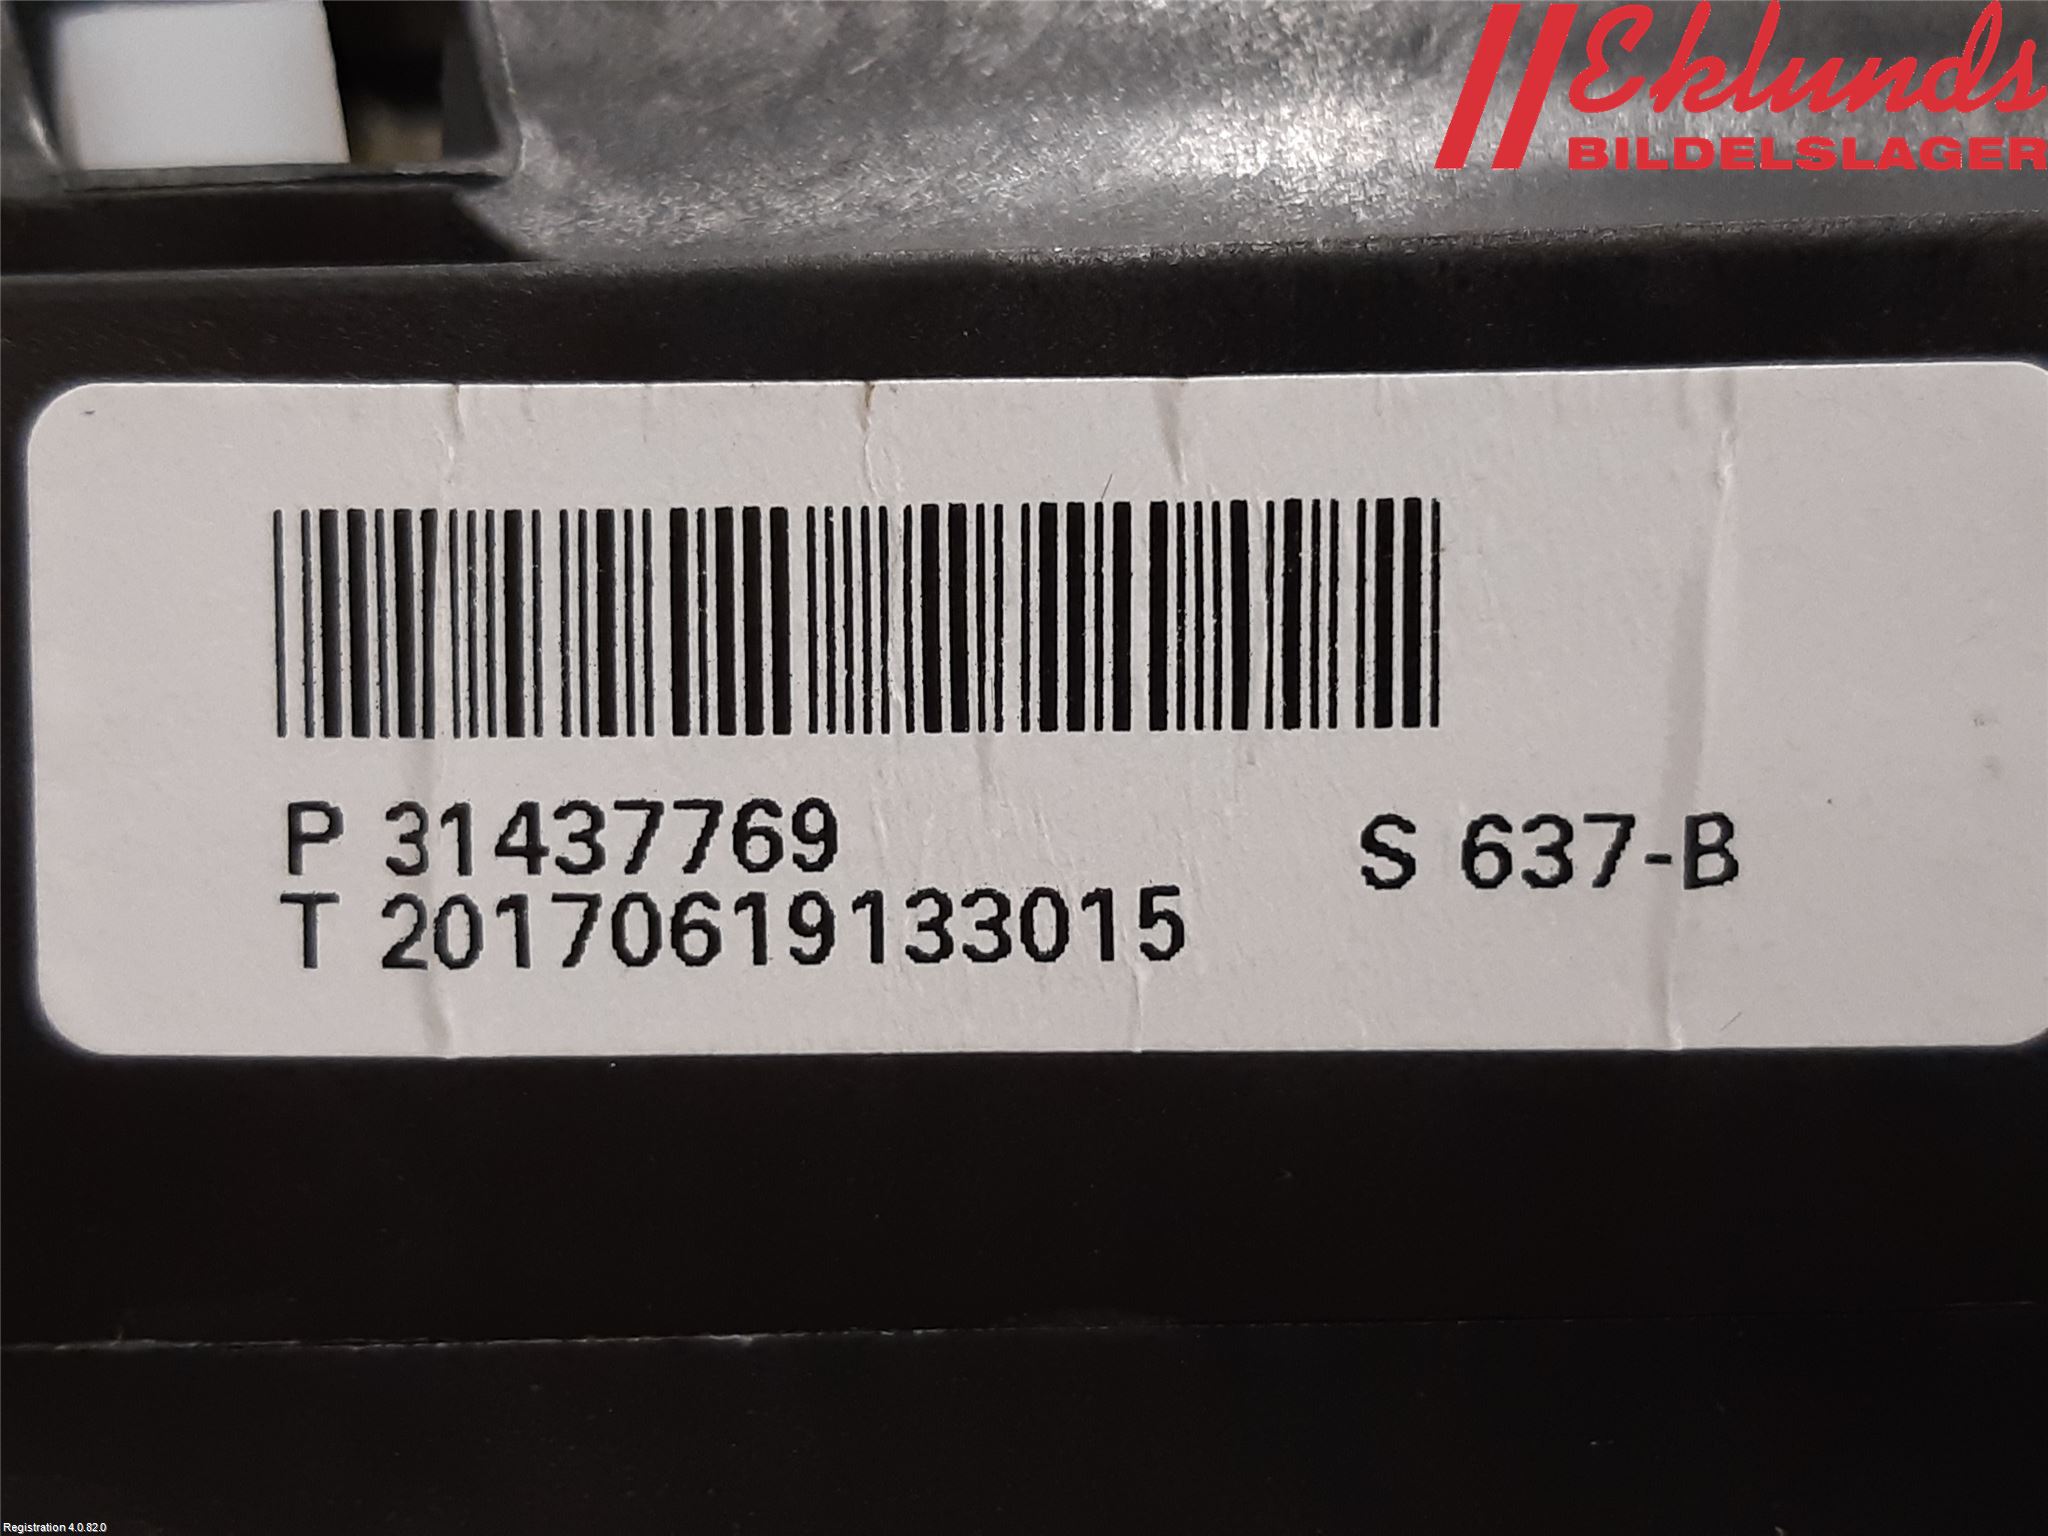 Eklunds
BILDELSLAGER
P 31437769
S 637-B
T 20170619133015
Registration 4.0.82.0